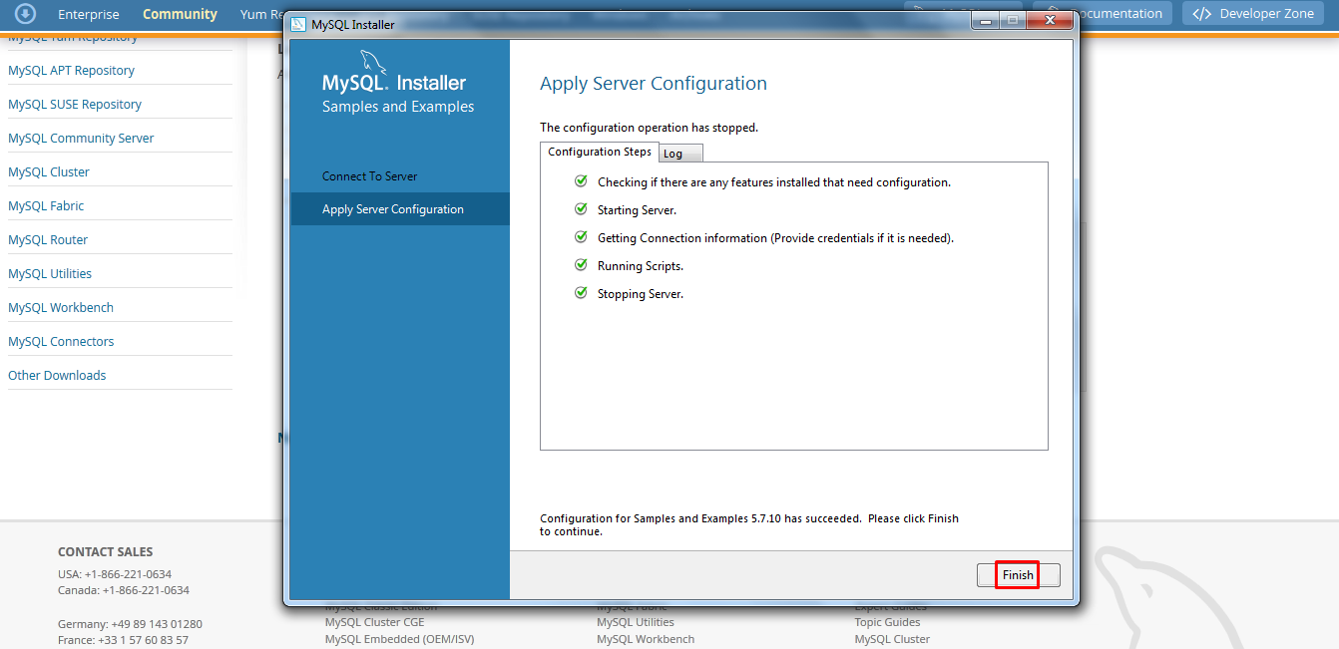 Enterprise
Community
MySQL APT Repository
MySQL SUSE Repository
MySQL Community Server
MySQL Cluster
MySQL Fabric
MySQL Router
MySQL Utilities
MySQL Workbench
MySQL Connectors
Other Downloads
MySQL Yum Repository
Yum Re
ocumentation
Developer Zone
MySQL Installer
MySQL. Installer
Samples and Examples
Connect To Server
Apply Server Configuration
Apply Server Configuration
The configuration operation has stopped.
Configuration Steps
Log
Checking if there are any features installed that need configuration.
Starting Server.
Getting Connection information (Provide credentials if it is needed).
Running Scripts.
Stopping Server.
Configuration for Samples and Examples 5.7.10 has succeeded. Please click Finish
to continue.
Finish
CONTACT SALES
USA: +1-866-221-0634
Canada: +1-866-221-0634
Germany: +49 89 143 01280
France: +33 1 57 60 83 57
MySQL Classic Edition
MySQL Cluster CGE
MySQL Embedded (OEM/ISV)
MySQL Fabric
MySQL Utilities
MySQL Workbench
Expert Guides
Topic Guides
MySQL Cluster